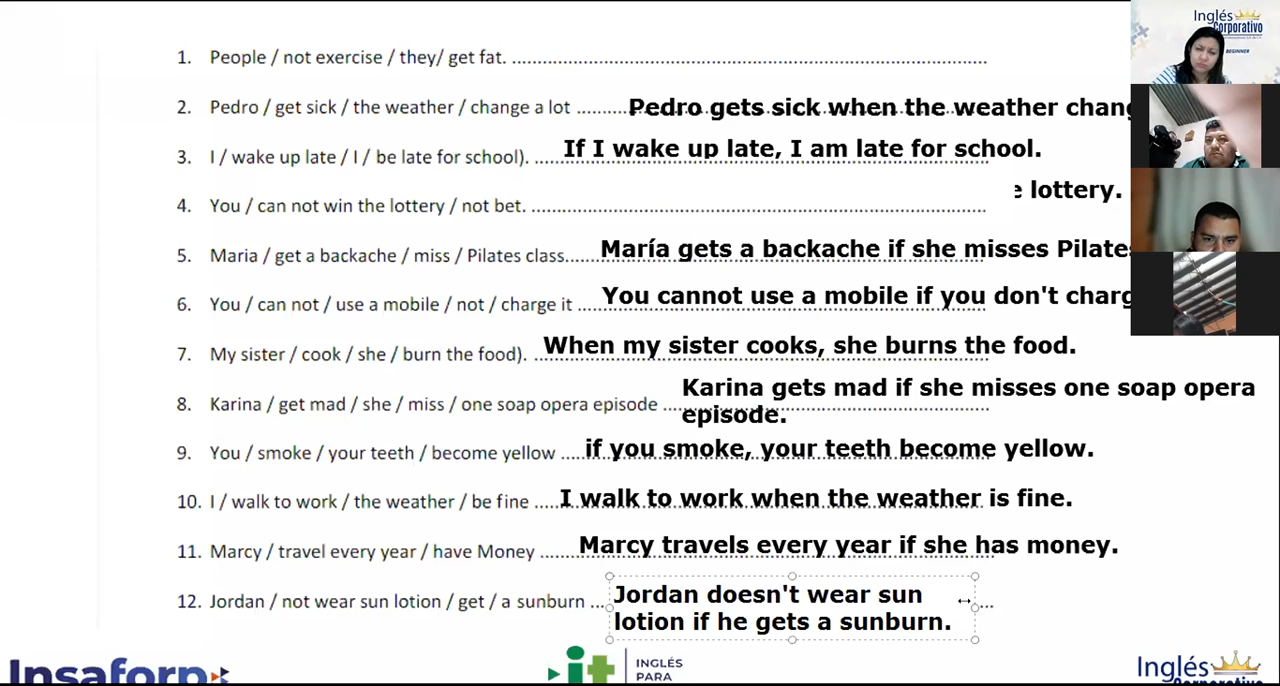 Inglés
Corporativo
BEGINNER
1. People / not exercise / they/ get fat. ................................................................................
2. Pedro / get sick / the weather / change a lot .......... Pedro gets sick when the weather chang
3. I / wake up late / I / be late for school). ..... If I wake up late, I am late for school.
e lottery.
4. You / can not win the lottery / not bet. ................................................................................
5. Maria / get a backache / miss / Pilates class....... María gets a backache if she misses Pilates
6. You / can not / use a mobile / not / charge it .... You cannot use a mobile if you don't charg
7. My sister / cook / she / burn the food). .. When my sister cooks, she burns the food.
8. Karina / get mad / she / miss / one soap opera episode ... Karina gets mad if she misses one soap opera
episode.
9. You / smoke / your teeth / become yellow .... if you smoke, your teeth become yellow.
10. I / walk to work / the weather / be fine .....I walk to work when the weather is fine.
11. Marcy / travel every year / have Money ....... Marcy travels every year if she has money.
12. Jordan / not wear sun lotion / get / a sunburn ... Jordan doesn't wear sun ...
lotion if he gets a sunburn.
Insaforp
it
INGLÉS
PARA
Inglés
Corporativo